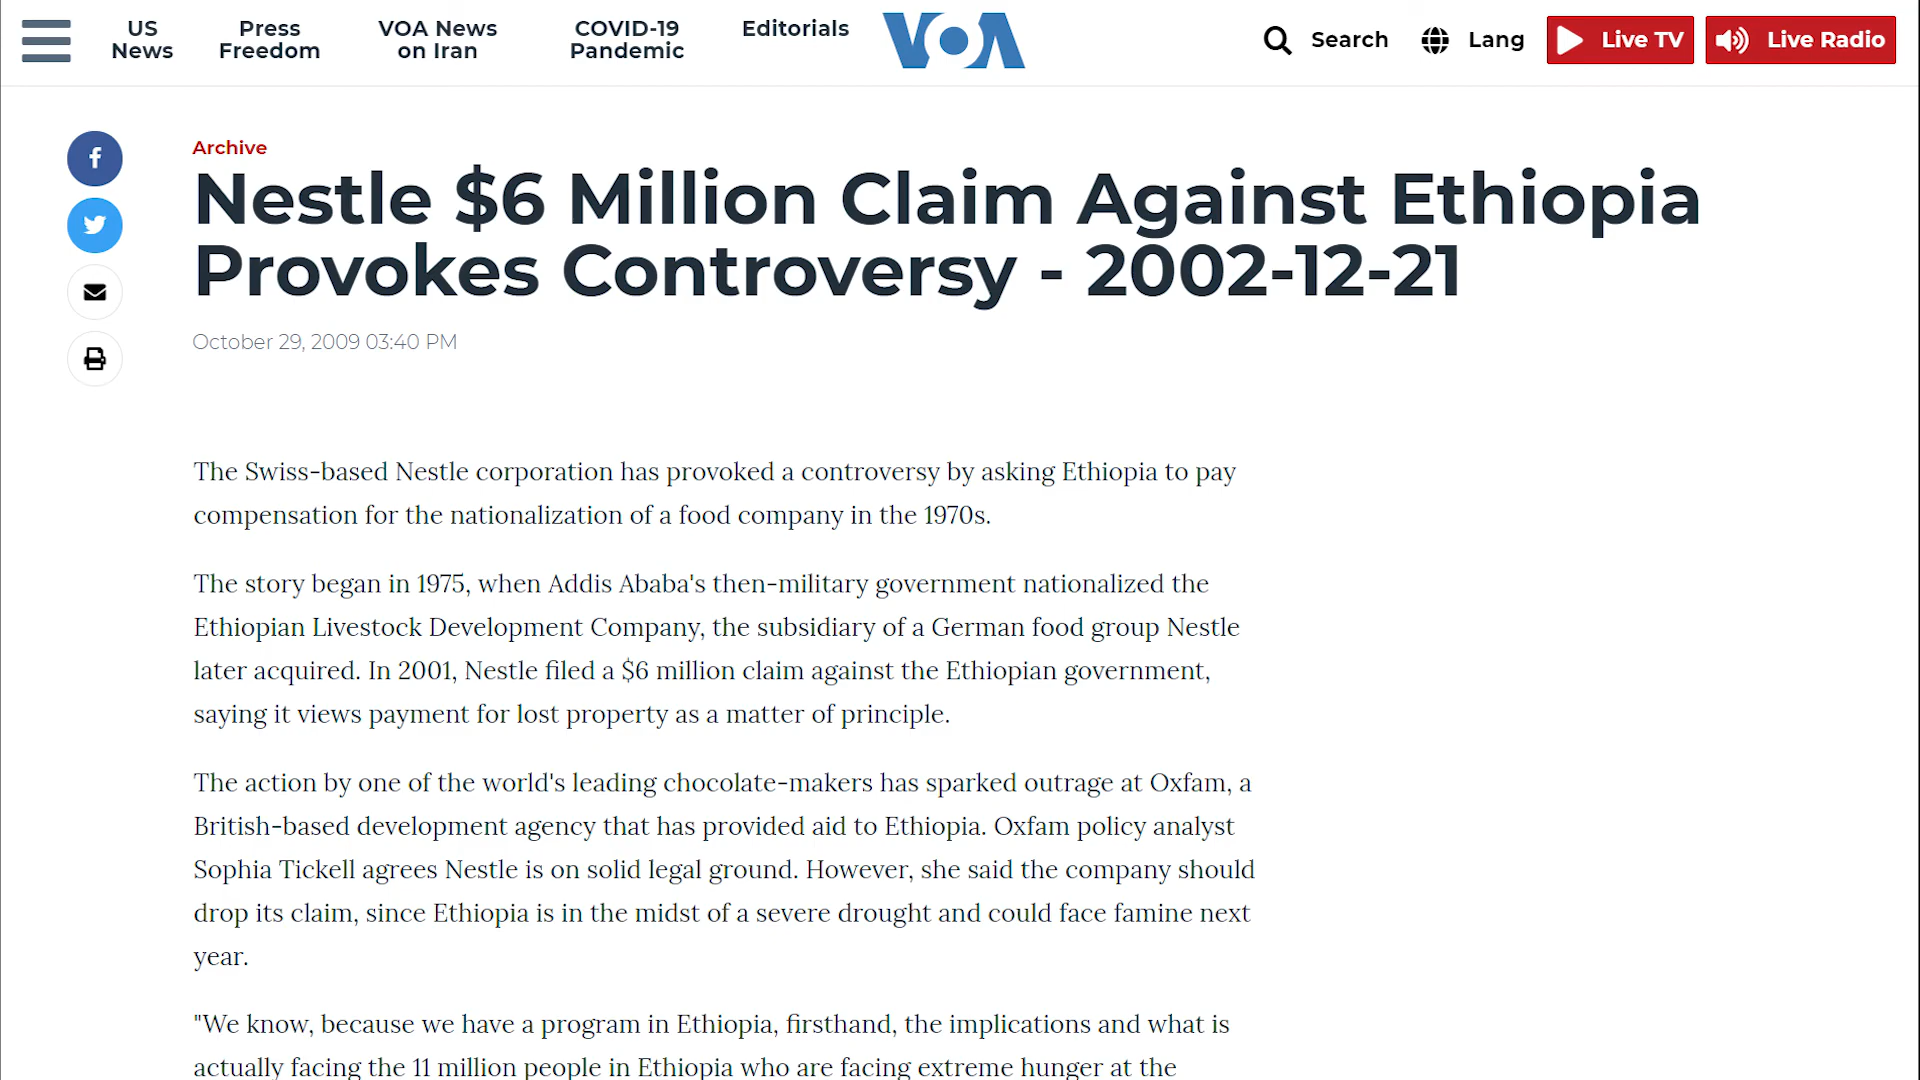 US
News
Press
Freedom
VOA News
on Iran
COVID-19
Pandemic
Editorials
VOA
Search
Lang
Live TV
Live Radio
Archive
Nestle $6 Million Claim Against Ethiopia
Provokes Controversy - 2002-12-21
October 29, 2009 03:40 PM
The Swiss-based Nestle corporation has provoked a controversy by asking Ethiopia to pay
compensation for the nationalization of a food company in the 1970s.
The story began in 1975, when Addis Ababa's then-military government nationalized the
Ethiopian Livestock Development Company, the subsidiary of a German food group Nestle
later acquired. In 2001, Nestle filed a $6 million claim against the Ethiopian government,
saying it views payment for lost property as a matter of principle.
The action by one of the world's leading chocolate-makers has sparked outrage at Oxfam, a
British-based development agency that has provided aid to Ethiopia. Oxfam policy analyst
Sophia Tickell agrees Nestle is on solid legal ground. However, she said the company should
drop its claim, since Ethiopia is in the midst of a severe drought and could face famine next
year.
"We know, because we have a program in Ethiopia, firsthand, the implications and what is
actually facing the 11 million people in Ethiopia who are facing extreme hunger at the